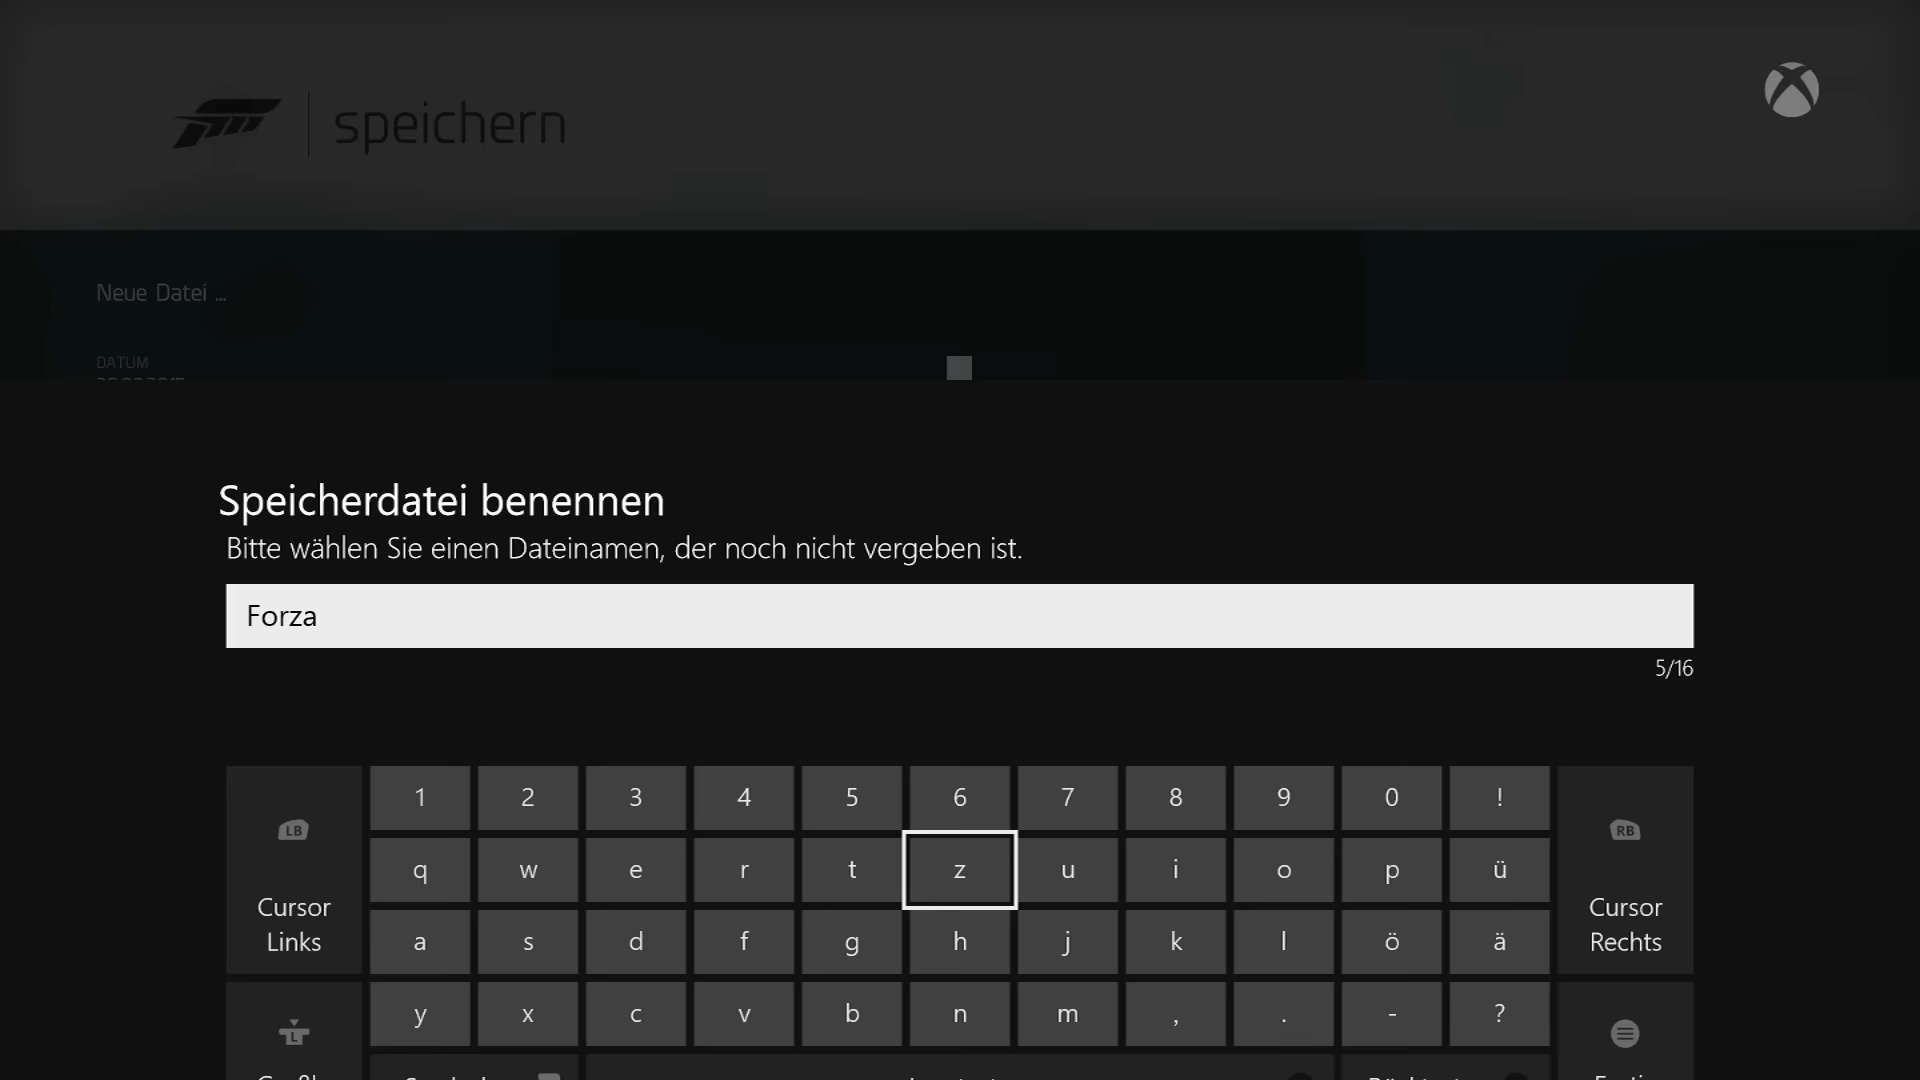 speichern
Neue Datei ...
DATUM
Speicherdatei benennen
Bitte wählen Sie einen Dateinamen, der noch nicht vergeben ist.
Forza
5/16
LB
Cursor
Links
1 2 3 4 5 6 7 8 9 0 !
q w e r t z u i o p ü
a s d f g h j k l ö ä
y x c v b n m , . - ?
RB
Cursor
Rechts
L